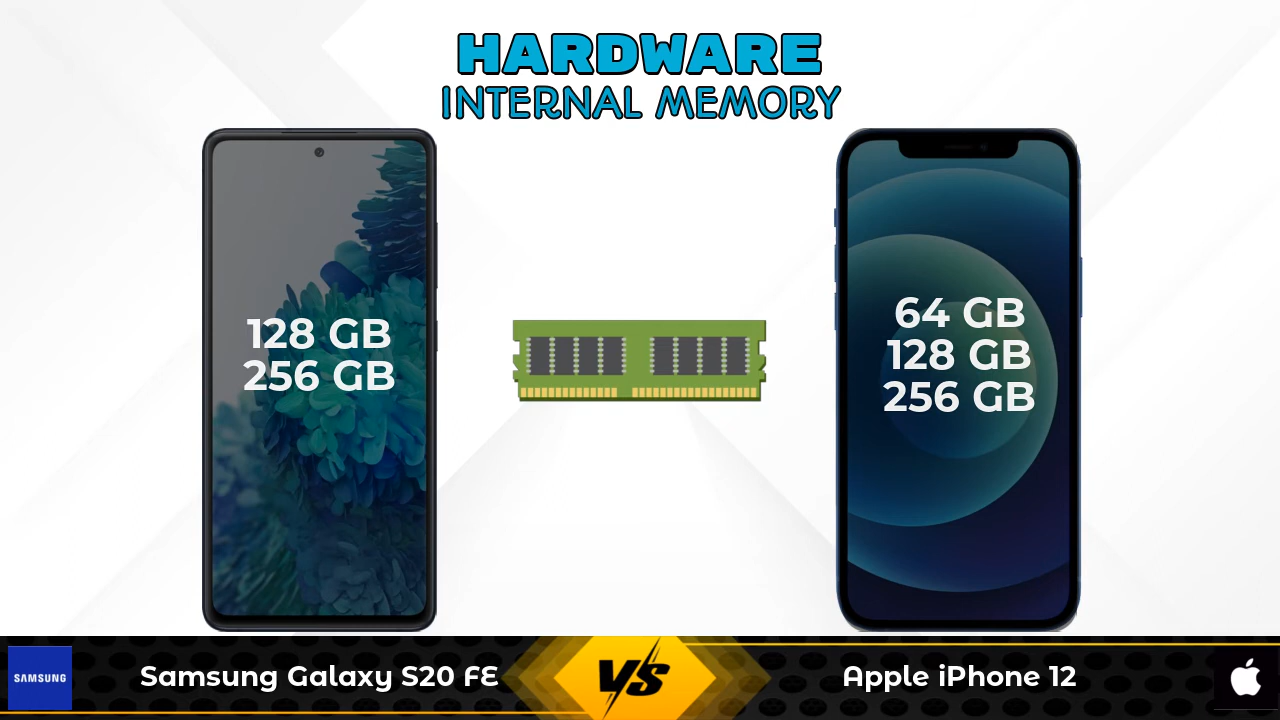 HARDWARE
INTERNAL MEMORY
128 GB
256 GB
64 GB
128 GB
256 GB
SAMSUNG
Samsung Galaxy S20 FE
VS
Apple iPhone 12